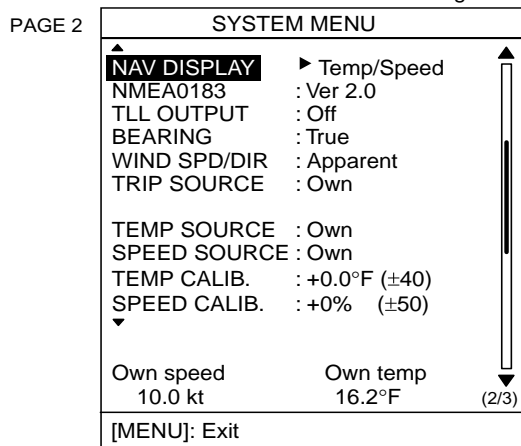 PAGE 2
SYSTEM MENU
NAV DISPLAY Temp/Speed
NMEA0183 : Ver 2.0
TLL OUTPUT : Off
BEARING : True
WIND SPD/DIR : Apparent
TRIP SOURCE : Own
TEMP SOURCE : Own
SPEED SOURCE : Own
TEMP CALIB. : +0.0°F (±40)
SPEED CALIB. : +0% (±50)
Own speed Own temp
10.0 kt 16.2°F (2/3)
[MENU]: Exit